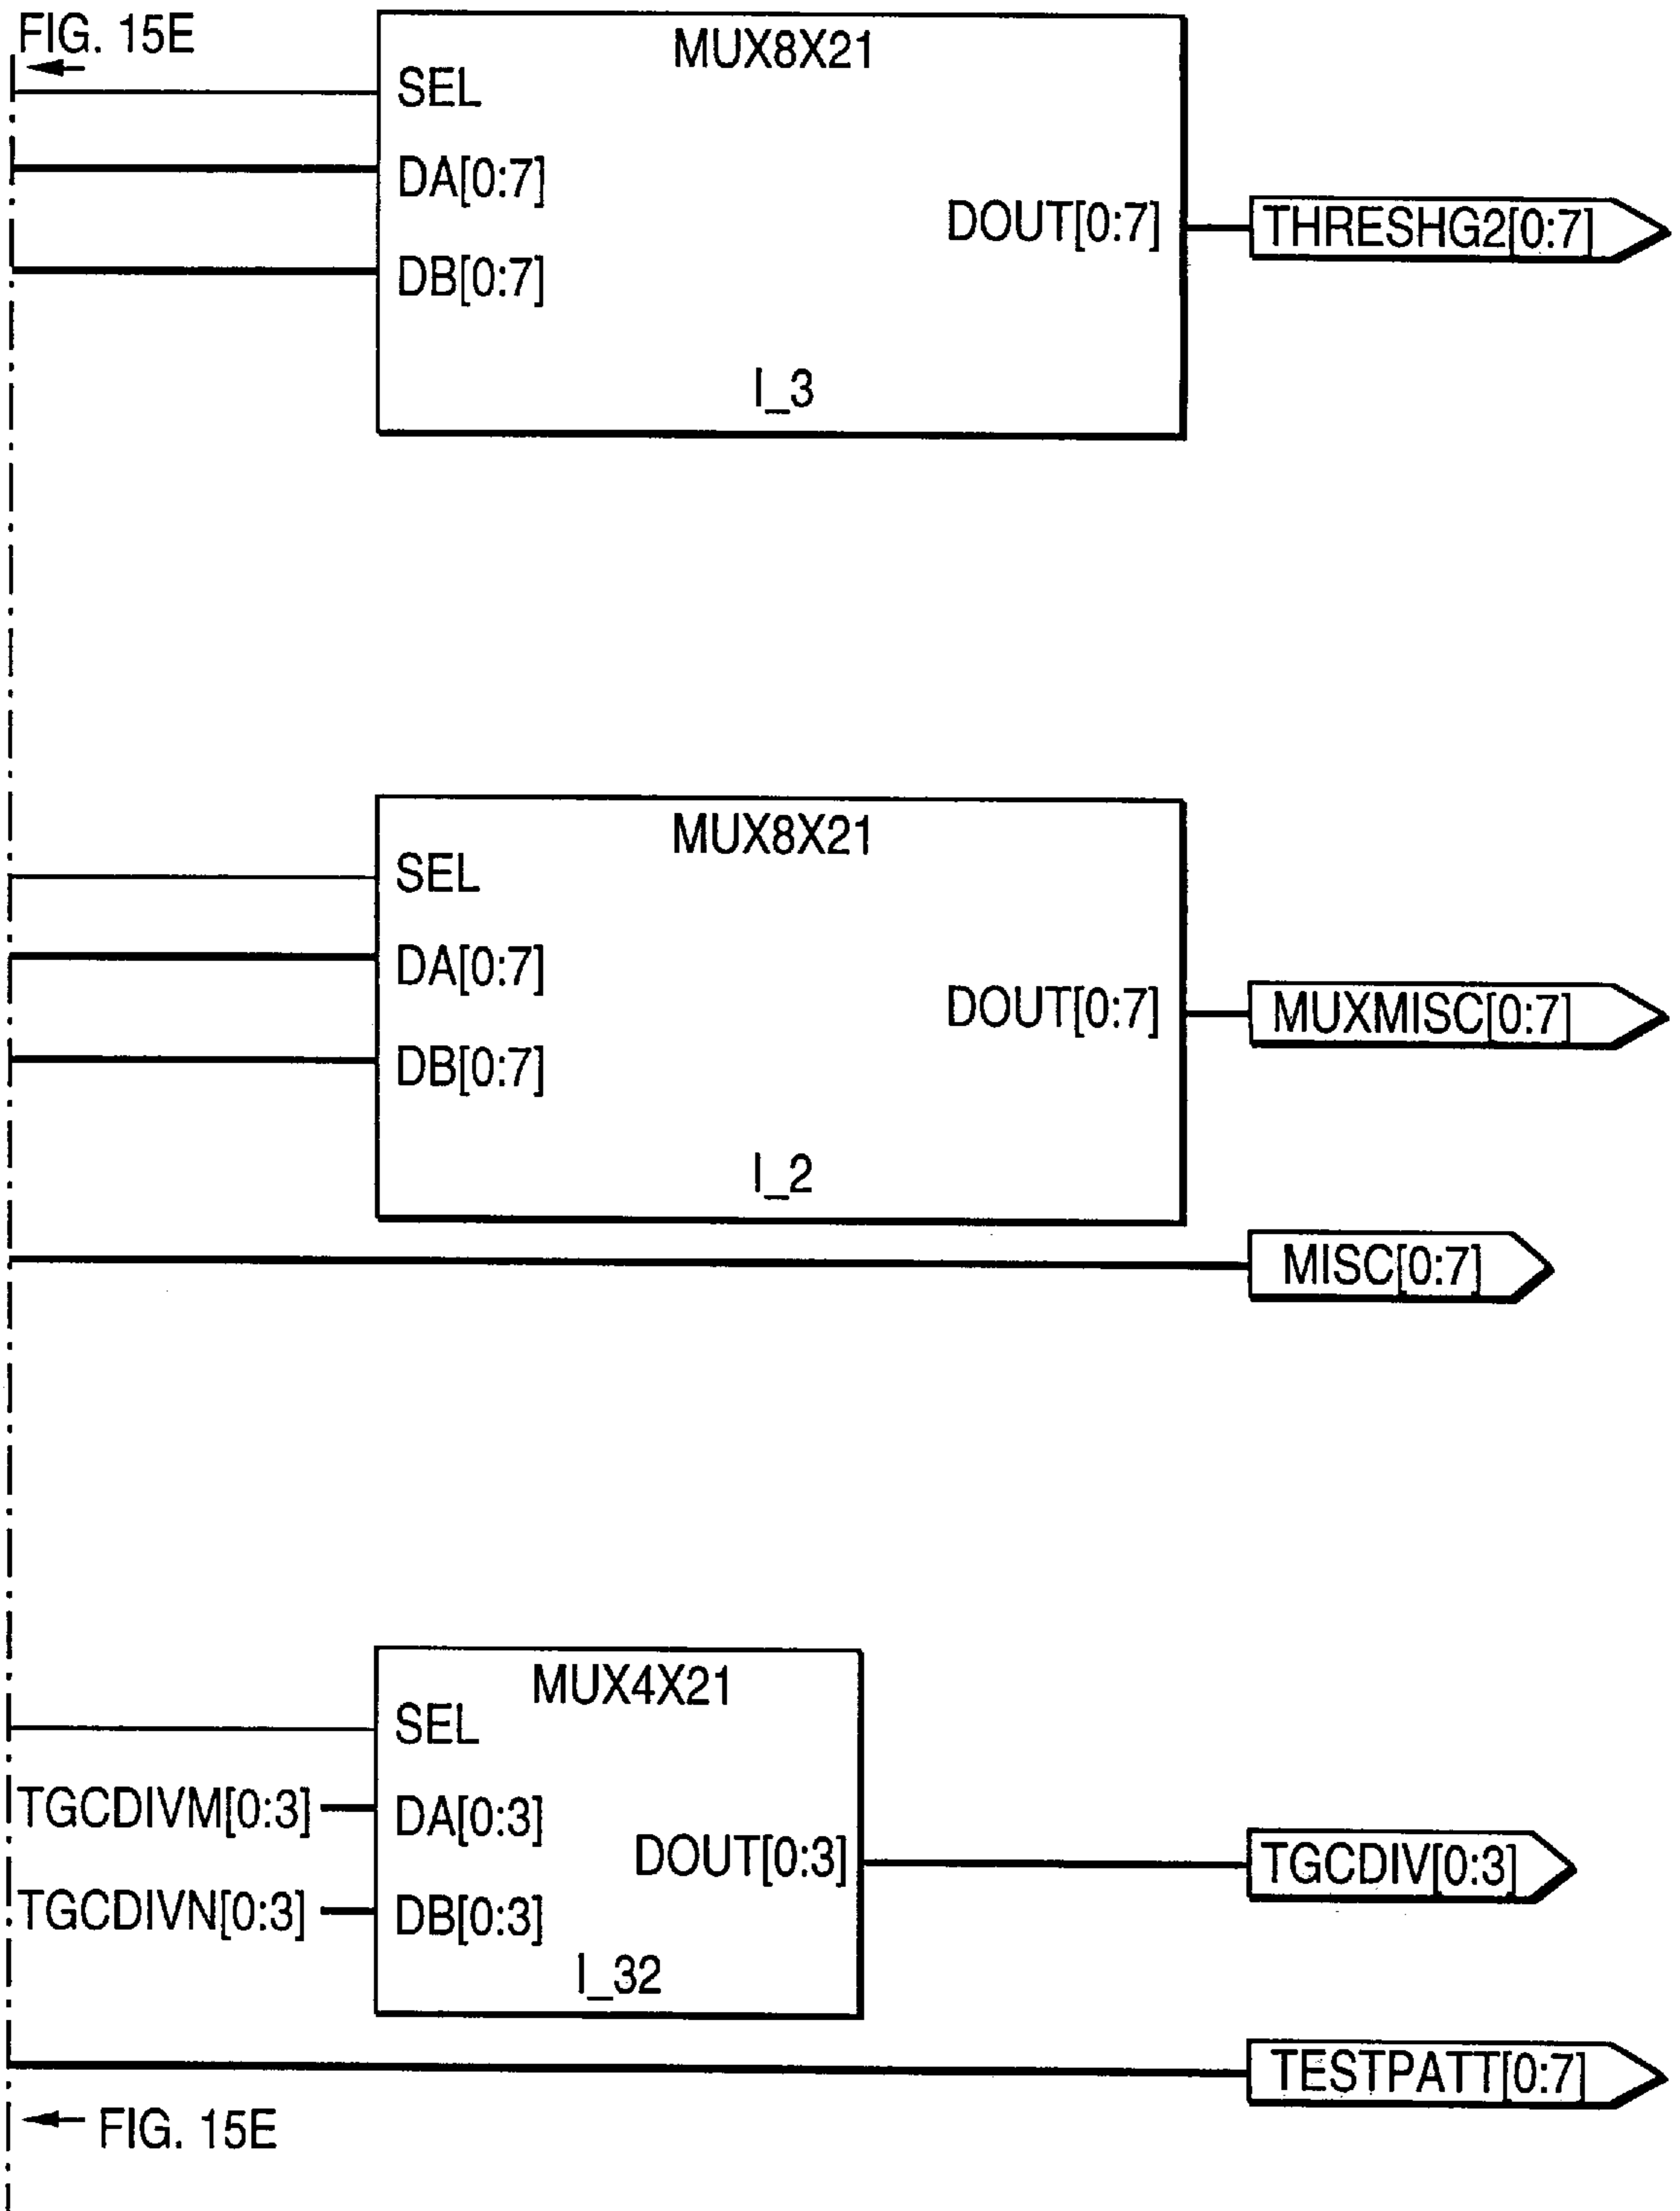 FIG. 15E
MUX8X21
SEL
DA[0:7]
DB[0:7]
DOUT[0:7]
THRESHG2[0:7]
I_3
MUX8X21
SEL
DA[0:7]
DB[0:7]
DOUT[0:7]
MUXMISC[0:7]
I_2
MISC[0:7]
MUX4X21
SEL
TGCDIVM[0:3]
DA[0:3]
TGCDIVN[0:3]
DB[0:3]
DOUT[0:3]
TGCDIV[0:3]
I_32
TESTPATT[0:7]
FIG. 15E